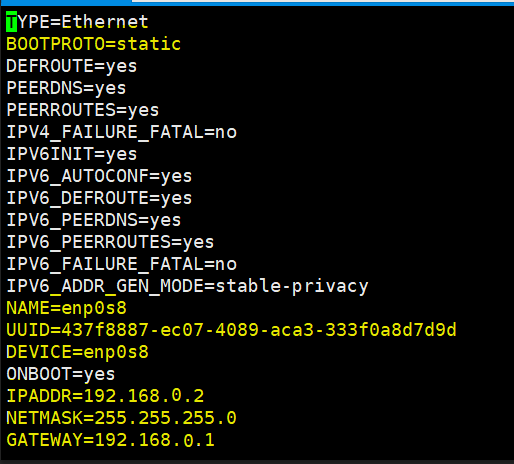 TYPE=Ethernet
BOOTPROTO=static
DEFROUTE=yes
PEERDNS=yes
PEERROUTES=yes
IPV4_FAILURE_FATAL=no
IPV6INIT=yes
IPV6_AUTOCONF=yes
IPV6_DEFROUTE=yes
IPV6_PEERDNS=yes
IPV6_PEERROUTES=yes
IPV6_FAILURE_FATAL=no
IPV6_ADDR_GEN_MODE=stable-privacy
NAME=enp0s8
UUID=437f8887-ec07-4089-aca3-333f0a8d7d9d
DEVICE=enp0s8
ONBOOT=yes
IPADDR=192.168.0.2
NETMASK=255.255.255.0
GATEWAY=192.168.0.1